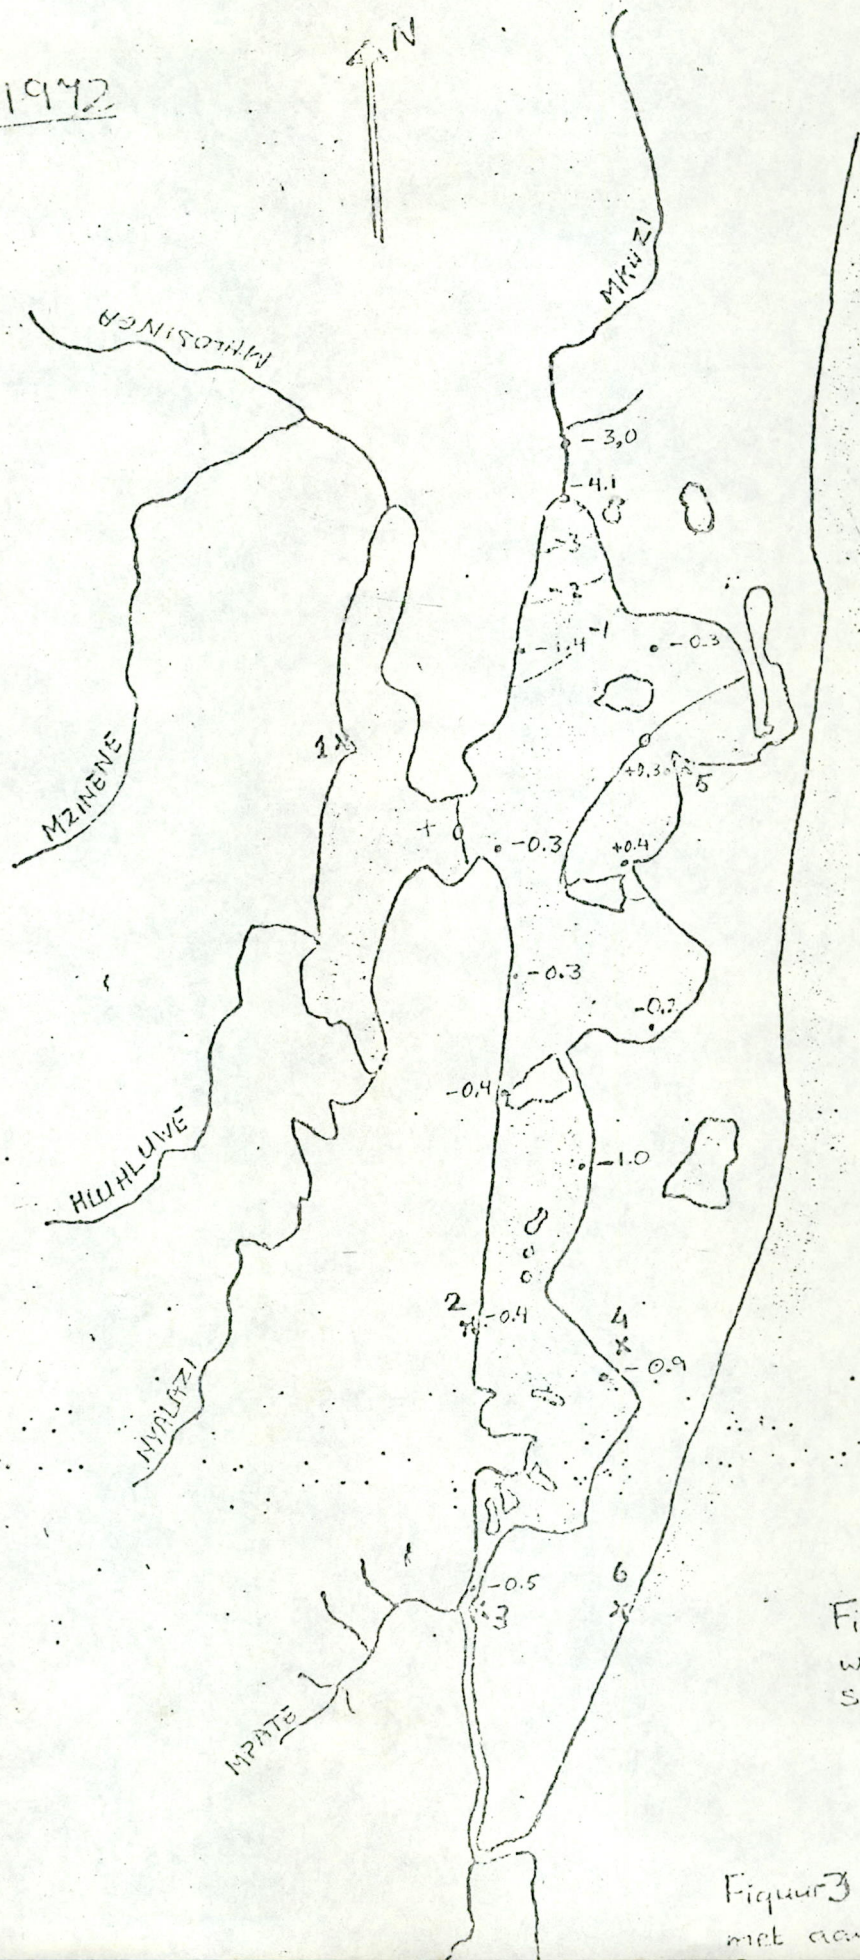 N
1972
MKUZI
MHLOSINGA
-3,0
-4.1
-3
-2
-1
-1.4
-0.3
1
MZINENE
+0.3
5
+
-0.3
+0.4
-0.3
-0.2
-0.4
HLUHLUWE
-1.0
2
-0.4
4
x
-0.9
NYALAZI
-0.5
3
6
x
MPATE
Figuur 3
met